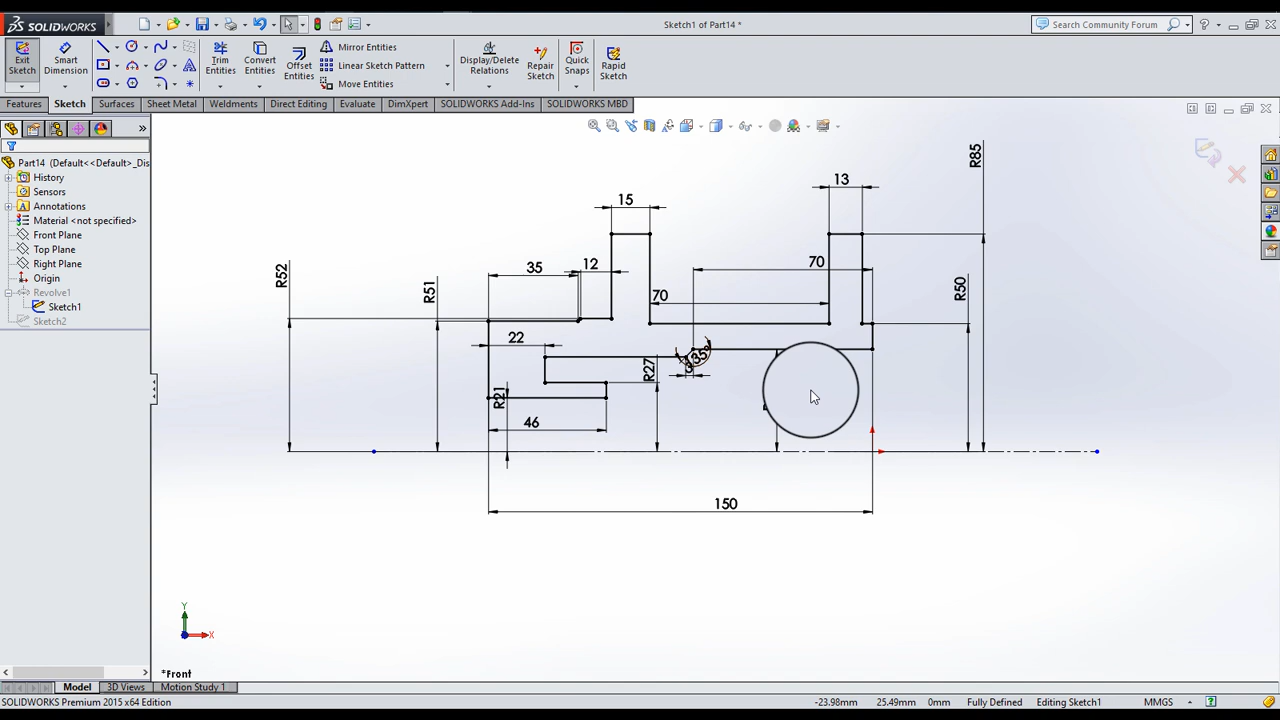 SOLIDWORKS
Sketch1 of Part14 *
Search Community Forum
Exit Sketch
Smart Dimension
Trim Entities
Convert Entities
Offset Entities
Mirror Entities
Linear Sketch Pattern
Move Entities
Display/Delete Relations
Repair Sketch
Quick Snaps
Rapid Sketch
Features
Sketch
Surfaces
Sheet Metal
Weldments
Direct Editing
Evaluate
DimXpert
SOLIDWORKS Add-Ins
SOLIDWORKS MBD
Part14 (Default<<Default>_Dis
History
Sensors
Annotations
Material <not specified>
Front Plane
Top Plane
Right Plane
Origin
Revolve1
Sketch1
Sketch2
R85
13
15
35
12
70
R52
R51
70
R50
22
R27
R21
46
150
Y
X
*Front
Model
3D Views
Motion Study 1
SOLIDWORKS Premium 2015 x64 Edition
-23.98mm
25.49mm
0mm
Fully Defined
Editing Sketch1
MMGS